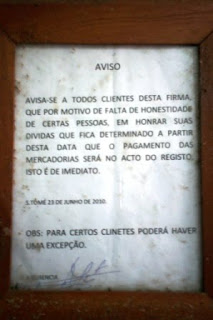 AVISO
AVISA-SE A TODOS CLIENTES DESTA FIRMA,
QUE POR MOTIVO DE FALTA DE HONESTIDADE
DE CERTAS PESSOAS, EM HONRAR SUAS
DIVIDAS QUE FICA DETERMINADO A PARTIR
DESTA DATA QUE O PAGAMENTO DAS
MERCADORIAS SERÁ NO ACTO DO REGISTO,
ISTO É DE IMEDIATO.
S.TOMÉ 23 DE JUNHO DE 2010.
OBS: PARA CERTOS CLINETES PODERÁ HAVER
UMA EXCEPÇÃO.
GERENCIA